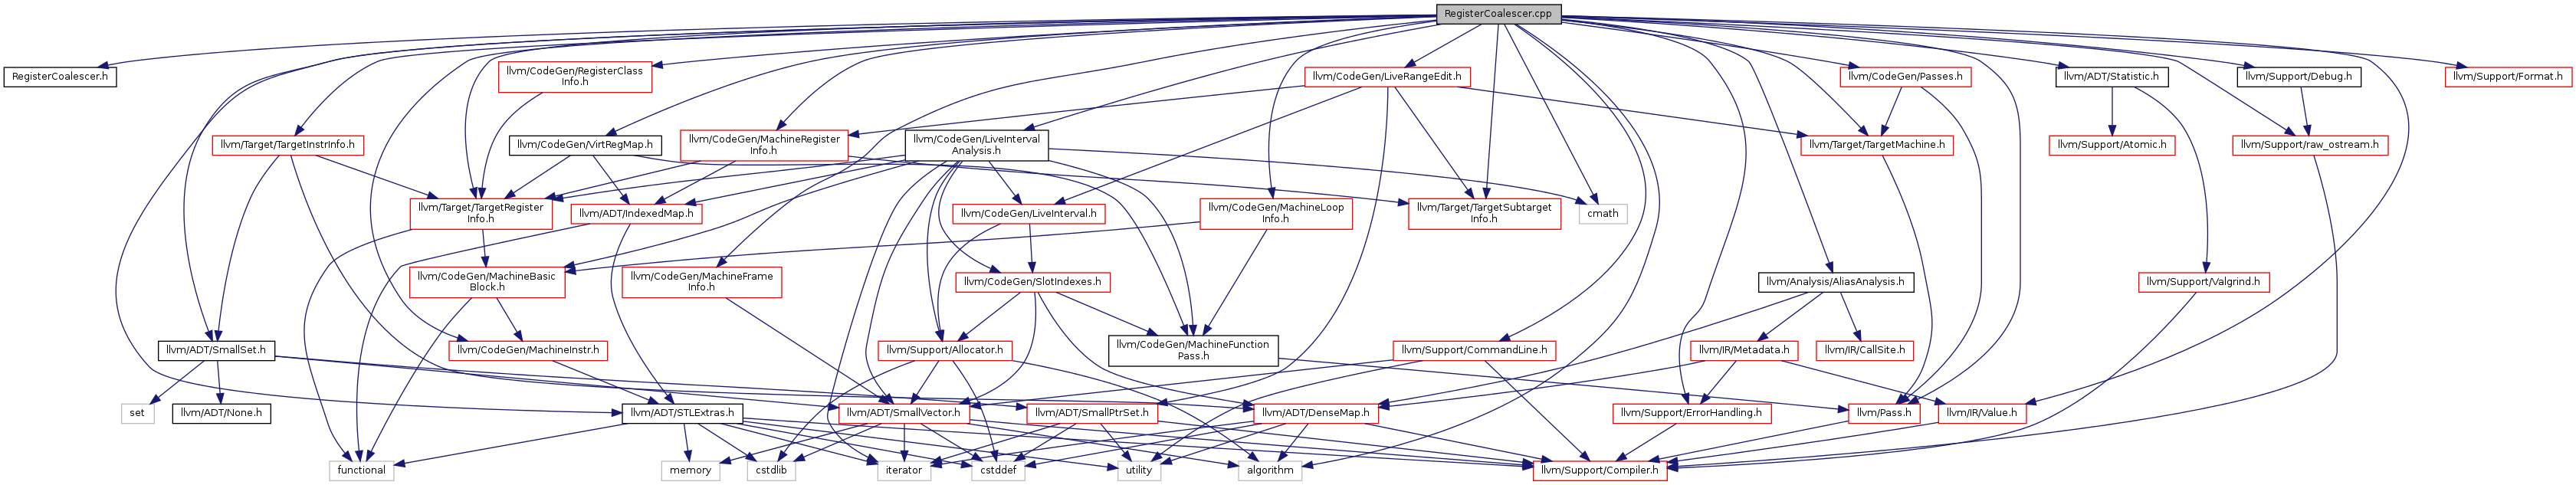 RegisterCoalescer.cpp
RegisterCoalescer.h
llvm/CodeGen/RegisterClass
Info.h
llvm/CodeGen/LiveRangeEdit.h
llvm/CodeGen/Passes.h
llvm/ADT/Statistic.h
llvm/Support/Debug.h
llvm/Support/Format.h
llvm/Target/TargetInstrInfo.h
llvm/CodeGen/VirtRegMap.h
llvm/CodeGen/MachineRegister
Info.h
llvm/CodeGen/LiveInterval
Analysis.h
llvm/Target/TargetMachine.h
llvm/Support/Atomic.h
llvm/Support/raw_ostream.h
llvm/Target/TargetRegister
Info.h
llvm/ADT/IndexedMap.h
llvm/CodeGen/LiveInterval.h
llvm/CodeGen/MachineLoop
Info.h
llvm/Target/TargetSubtarget
Info.h
cmath
llvm/CodeGen/MachineBasic
Block.h
llvm/CodeGen/MachineFrame
Info.h
llvm/CodeGen/SlotIndexes.h
llvm/Analysis/AliasAnalysis.h
llvm/Support/Valgrind.h
llvm/ADT/SmallSet.h
llvm/CodeGen/MachineInstr.h
llvm/Support/Allocator.h
llvm/CodeGen/MachineFunction
Pass.h
llvm/Support/CommandLine.h
llvm/IR/Metadata.h
llvm/IR/CallSite.h
set
llvm/ADT/None.h
llvm/ADT/STLExtras.h
llvm/ADT/SmallVector.h
llvm/ADT/SmallPtrSet.h
llvm/ADT/DenseMap.h
llvm/Support/ErrorHandling.h
llvm/Pass.h
llvm/IR/Value.h
functional
memory
cstdlib
iterator
cstddef
utility
algorithm
llvm/Support/Compiler.h